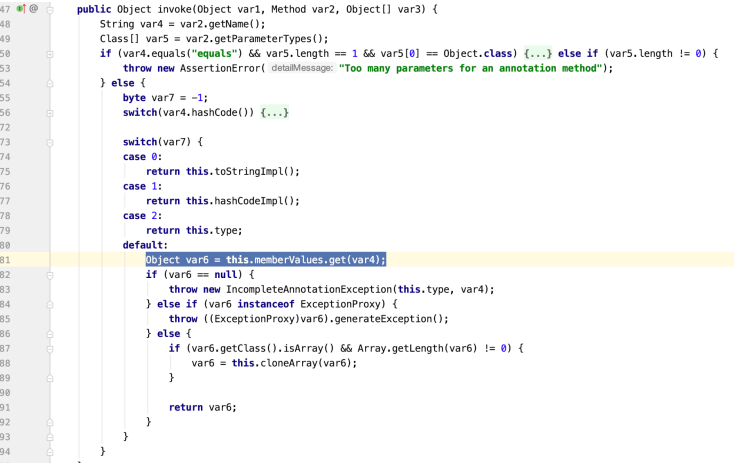 47 @ public Object invoke(Object var1, Method var2, Object[] var3) {
48 String var4 = var2.getName();
49 Class[] var5 = var2.getParameterTypes();
50 if (var4.equals("equals") && var5.length == 1 && var5[0] == Object.class) {...} else if (var5.length != 0) {
53 throw new AssertionError( detailMessage: "Too many parameters for an annotation method");
54 } else {
55 byte var7 = -1;
56 switch(var4.hashCode()) {...}
72
73 switch(var7) {
74 case 0:
75 return this.toStringImpl();
76 case 1:
77 return this.hashCodeImpl();
78 case 2:
79 return this.type;
80 default:
81 Object var6 = this.memberValues.get(var4);
82 if (var6 == null) {
83 throw new IncompleteAnnotationException(this.type, var4);
84 } else if (var6 instanceof ExceptionProxy) {
85 throw ((ExceptionProxy)var6).generateException();
86 } else {
87 if (var6.getClass().isArray() && Array.getLength(var6) != 0) {
88 var6 = this.cloneArray(var6);
89 }
90
91 return var6;
92 }
93 }
94 }